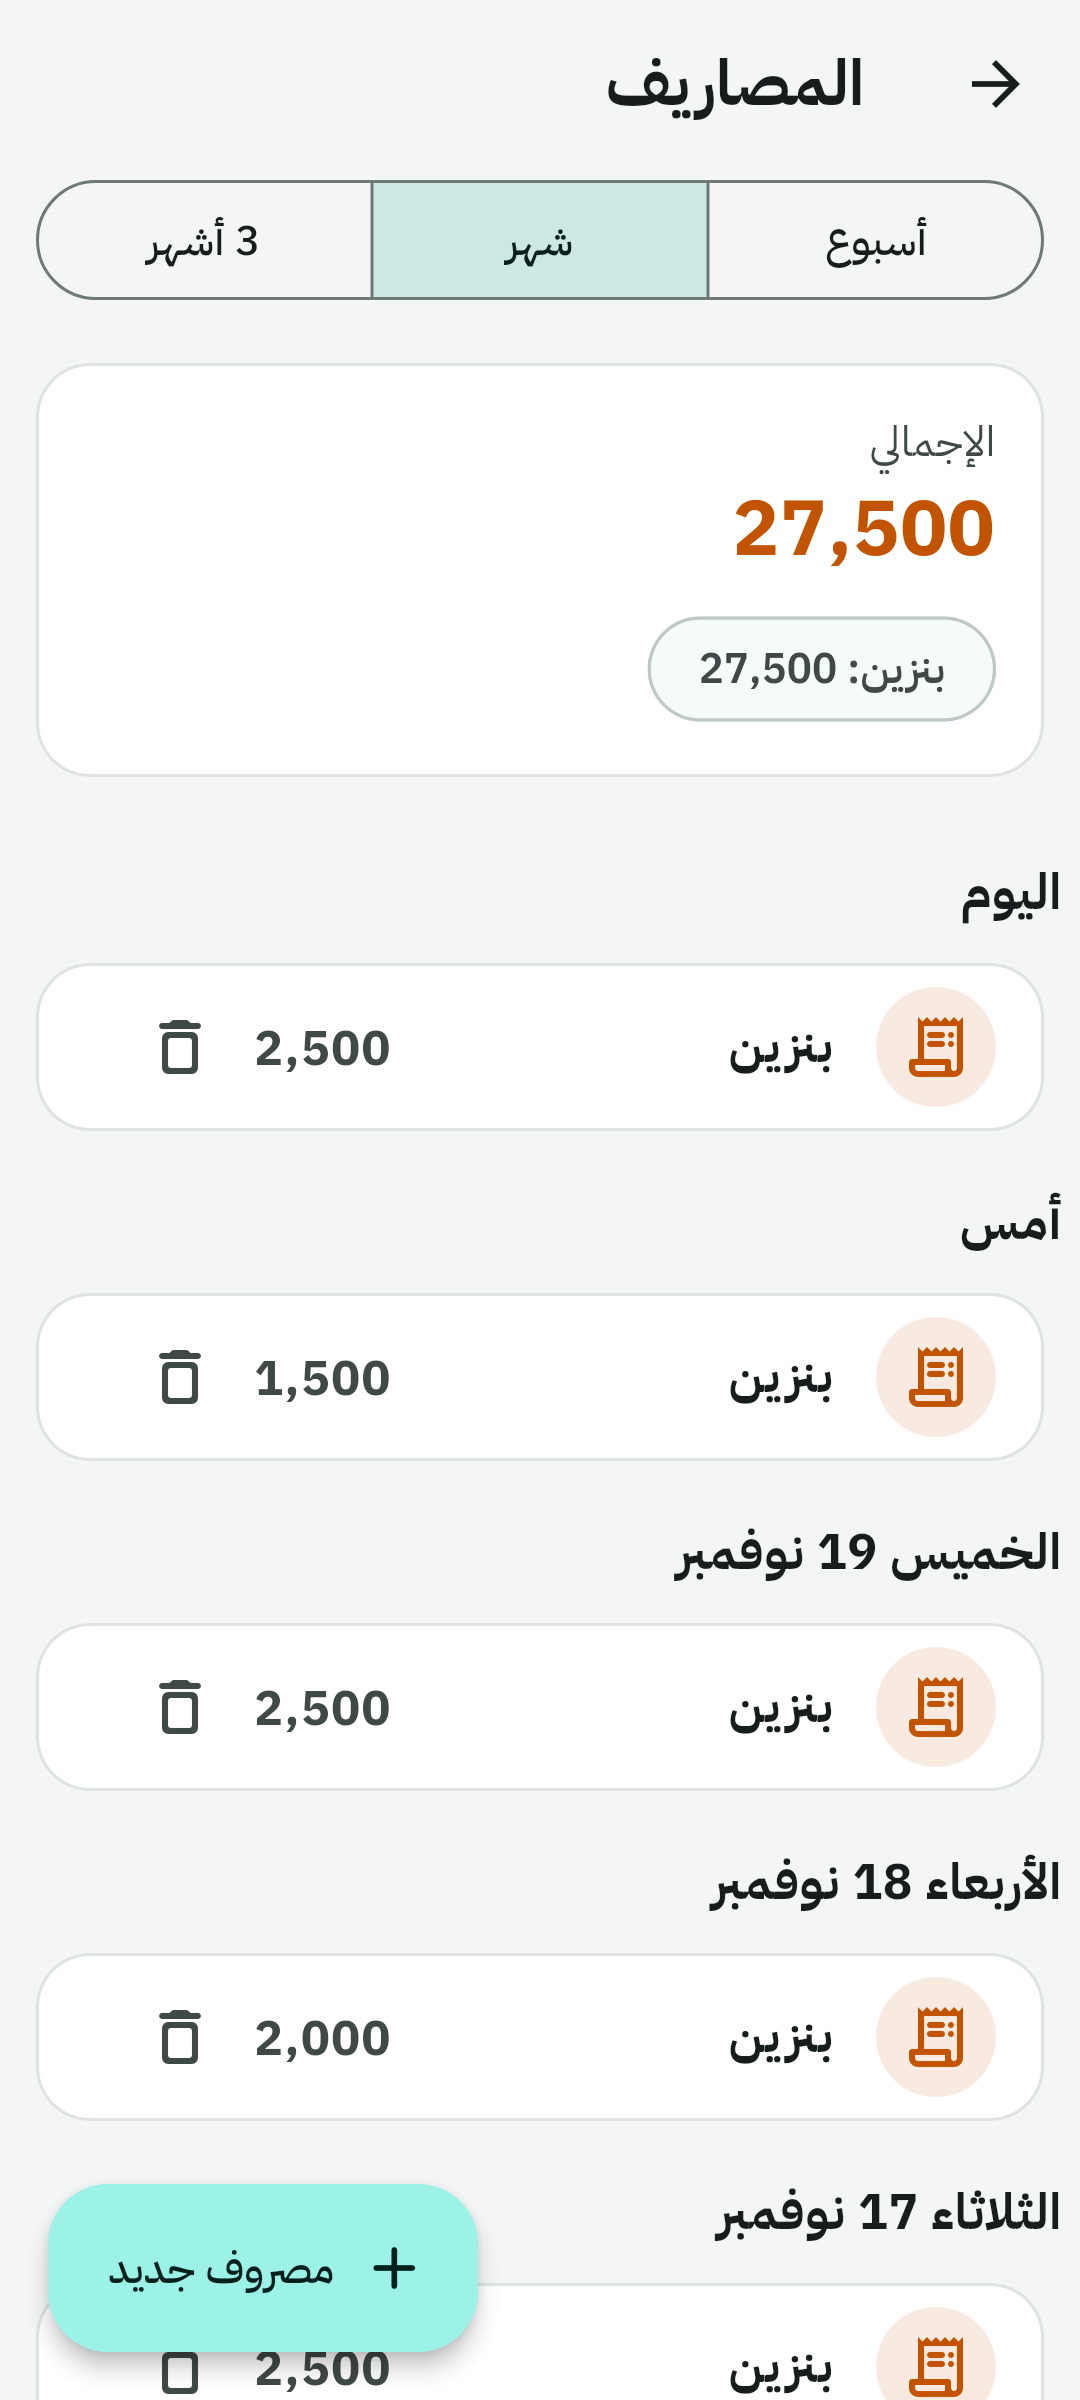 المصاريف
أسبوع
شهر
3 أشهر
الإجمالي
27,500
بنزين: 27,500
اليوم
بنزين
2,500
أمس
بنزين
1,500
الخميس 19 نوفمبر
بنزين
2,500
الأربعاء 18 نوفمبر
بنزين
2,000
الثلاثاء 17 نوفمبر
مصروف جديد
بنزين
2,500